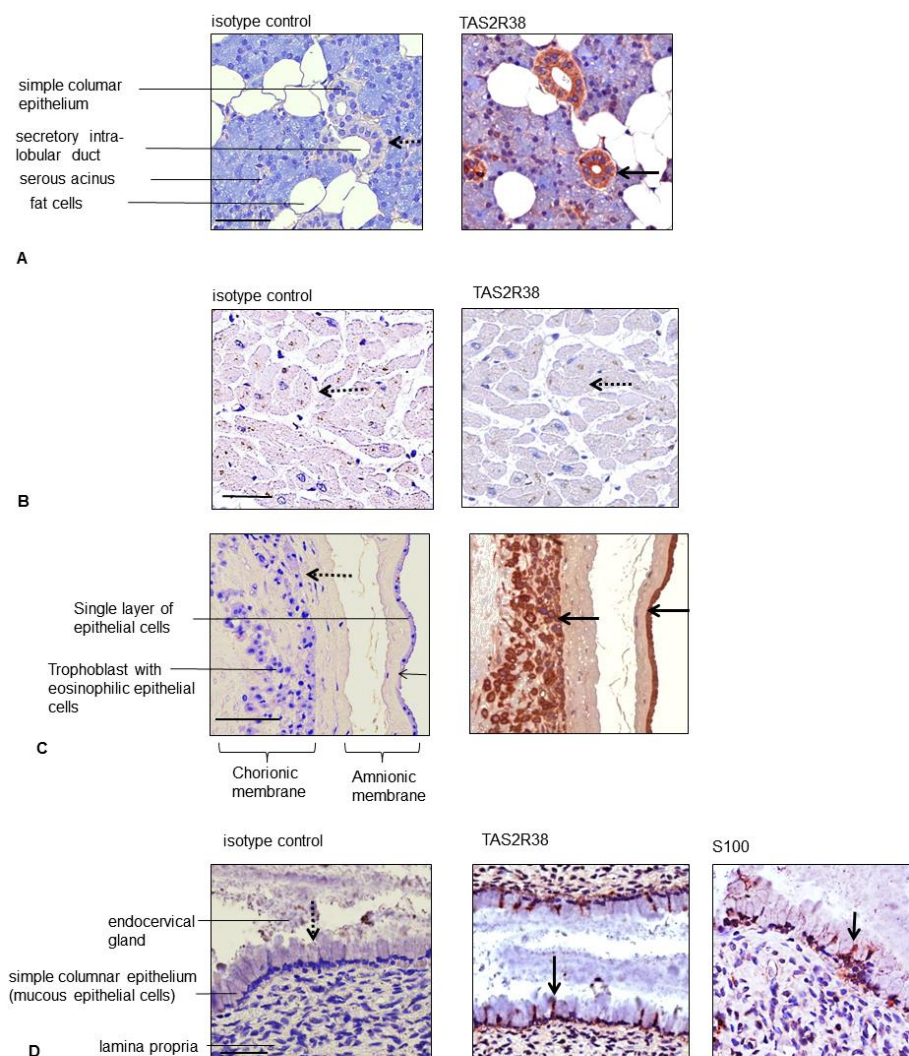 isotype control
TAS2R38
simple columar
epithelium
secretory intra-
lobular duct
serous acinus
fat cells
A
isotype control
TAS2R38
B
Single layer of
epithelial cells
Trophoblast with
eosinophilic epithelial
cells
C
Chorionic
membrane
Amnionic
membrane
isotype control
TAS2R38
S100
endocervical
gland
simple columnar epithelium
(mucous epithelial cells)
lamina propria
D